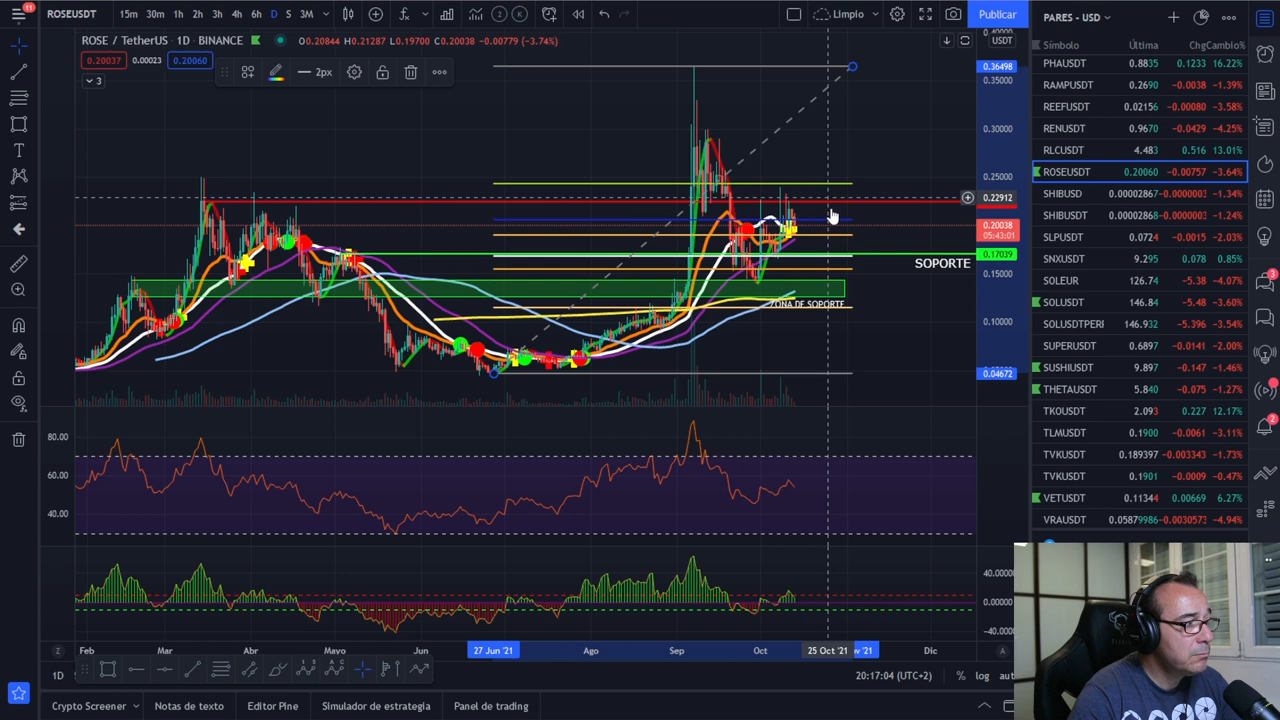 11
ROSEUSDT 15m 30m 1h 2h 3h 4h 6h D S 3M 2 K Limpio Publicar
ROSE / TetherUS · 1D · BINANCE O0.20844 H0.21287 L0.19700 C0.20038 −0.00779 (−3.74%) USDT
0.20037 0.00023 0.20060
2px
3
0.36498
0.35000
0.30000
0.25000
0.22912
0.20038
05:43:01
0.17039
SOPORTE
0.15000
ZONA DE SOPORTE
0.10000
0.04672
80.00
60.00
40.00
40.00000
0.00000
−40.0000
Z Feb Mar Abr Mayo Jun 27 Jun '21 Ago Sep Oct 25 Oct '21 Dic A
1D 20:17:04 (UTC+2) % log
Crypto Screener Notas de texto Editor Pine Simulador de estrategia Panel de trading
PARES - USD
Símbolo Última Chg Cambio%
PHAUSDT 0.8835 0.1233 16.22%
RAMPUSDT 0.2690 −0.0038 −1.39%
REEFUSDT 0.02156 −0.00080 −3.58%
RENUSDT 0.9670 −0.0429 −4.25%
RLCUSDT 4.483 0.516 13.01%
ROSEUSDT 0.20060 −0.00757 −3.64%
SHIBUSD 0.00002867 −0.0000003 −1.34%
SHIBUSDT 0.00002868 −0.0000003 −1.24%
SLPUSDT 0.0724 −0.0015 −2.03%
SNXUSDT 9.295 0.078 0.85%
SOLEUR 126.74 −5.38 −4.07%
SOLUSDT 146.84 −5.48 −3.60%
SOLUSDTPERI 146.932 −5.396 −3.54%
SUPERUSDT 0.6897 −0.0141 −2.00%
SUSHIUSDT 9.897 −0.147 −1.46%
THETAUSDT 5.840 −0.075 −1.27%
TKOUSDT 2.093 0.227 12.17%
TLMUSDT 0.1900 −0.0061 −3.11%
TVKUSDT 0.189397 −0.003343 −1.73%
TVKUSDT 0.1901 −0.0009 −0.47%
VETUSDT 0.11344 0.00669 6.27%
VRAUSDT 0.0587998 −0.0030573 −4.94%
3
2